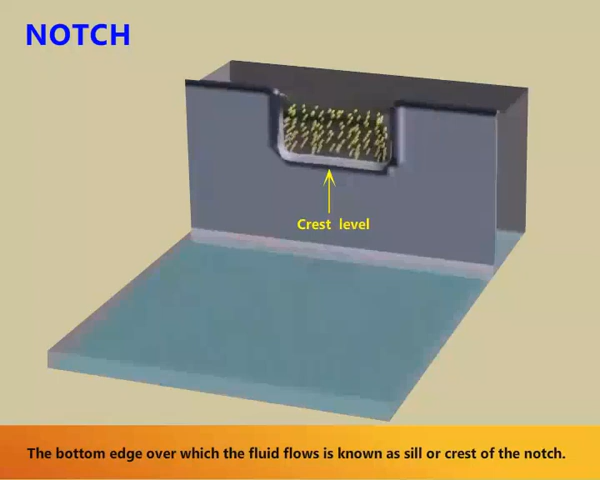 NOTCH
Crest level
The bottom edge over which the fluid flows is known as sill or crest of the notch.